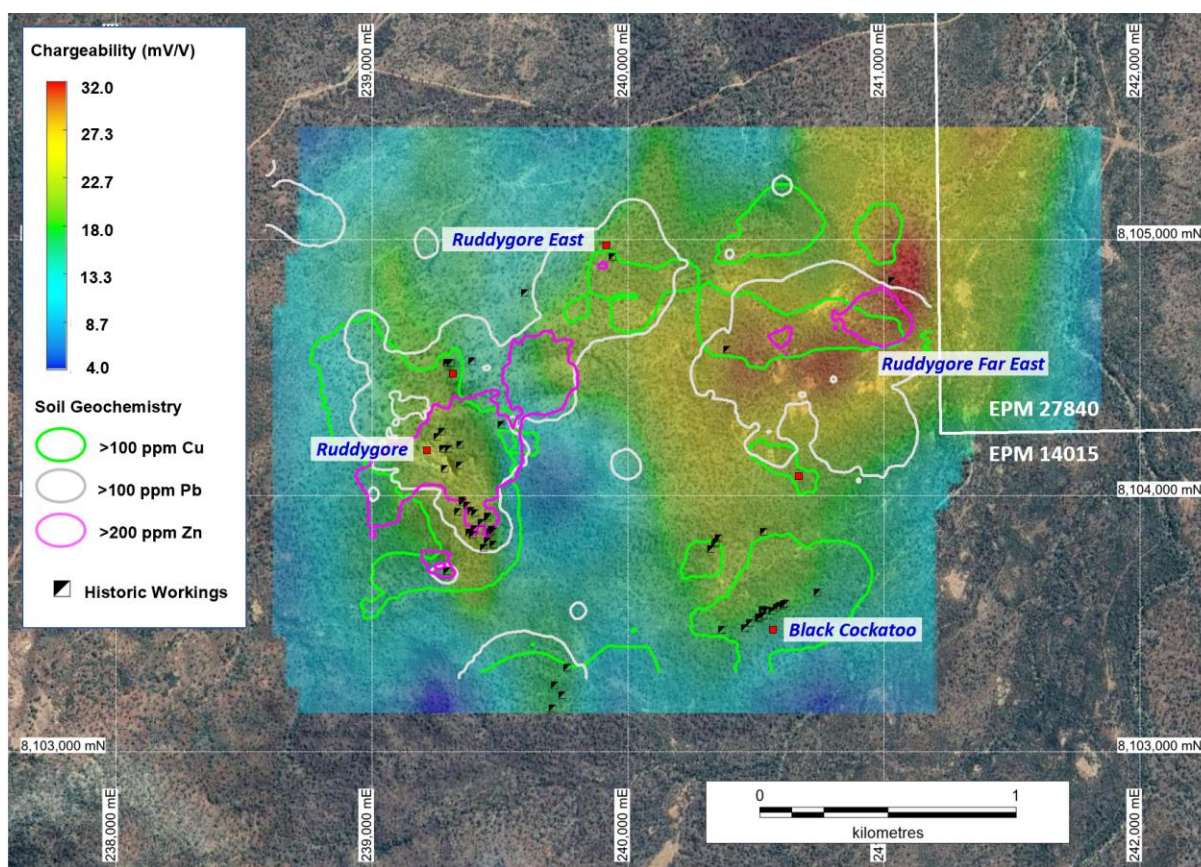 Chargeability (mV/V)
32.0
27.3
22.7
18.0
13.3
8.7
4.0
Soil Geochemistry
>100 ppm Cu
>100 ppm Pb
>200 ppm Zn
Historic Workings
239,000 mE
240,000 mE
241,000 mE
242,000 mE
8,105,000 mN
Ruddygore East
Ruddygore Far East
EPM 27840
EPM 14015
Ruddygore
8,104,000 mN
Black Cockatoo
8,103,000 mN
8,103,000 mN
0
1
kilometres
238,000 mE
239,000 mE
240,000 mE
241
242,000 mE